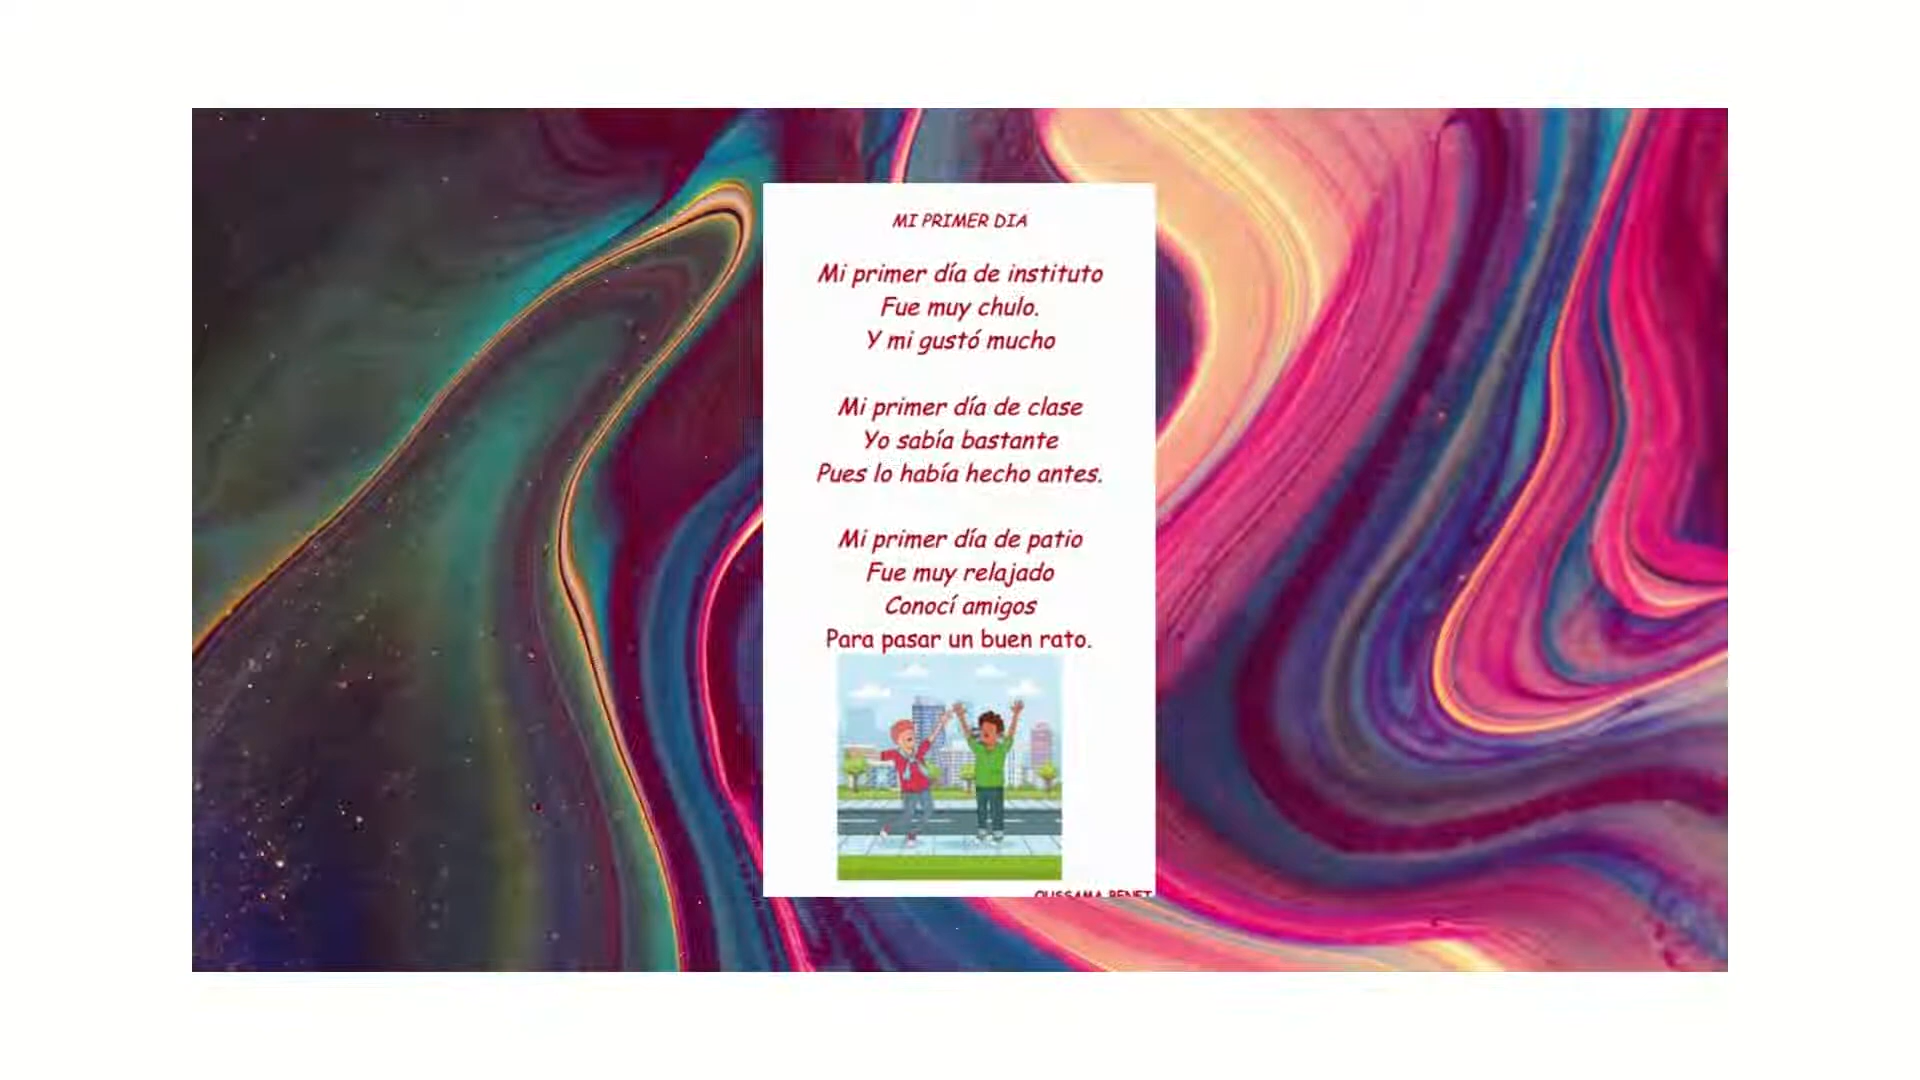 MI PRIMER DIA
Mi primer día de instituto
Fue muy chulo.
Y mi gustó mucho
Mi primer día de clase
Yo sabía bastante
Pues lo había hecho antes.
Mi primer día de patio
Fue muy relajado
Conocí amigos
Para pasar un buen rato.
OUSSAMA BENET